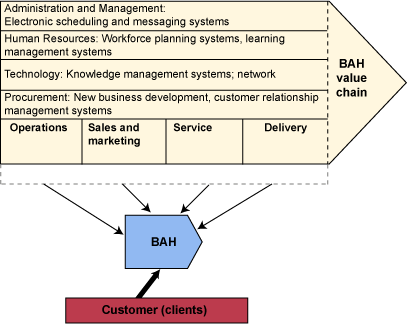 Administration and Management:
Electronic scheduling and messaging systems
Human Resources: Workforce planning systems, learning
management systems
Technology: Knowledge management systems; network
Procurement: New business development, customer relationship
management systems
Operations
Sales and
marketing
Service
Delivery
BAH
value
chain
BAH
Customer (clients)